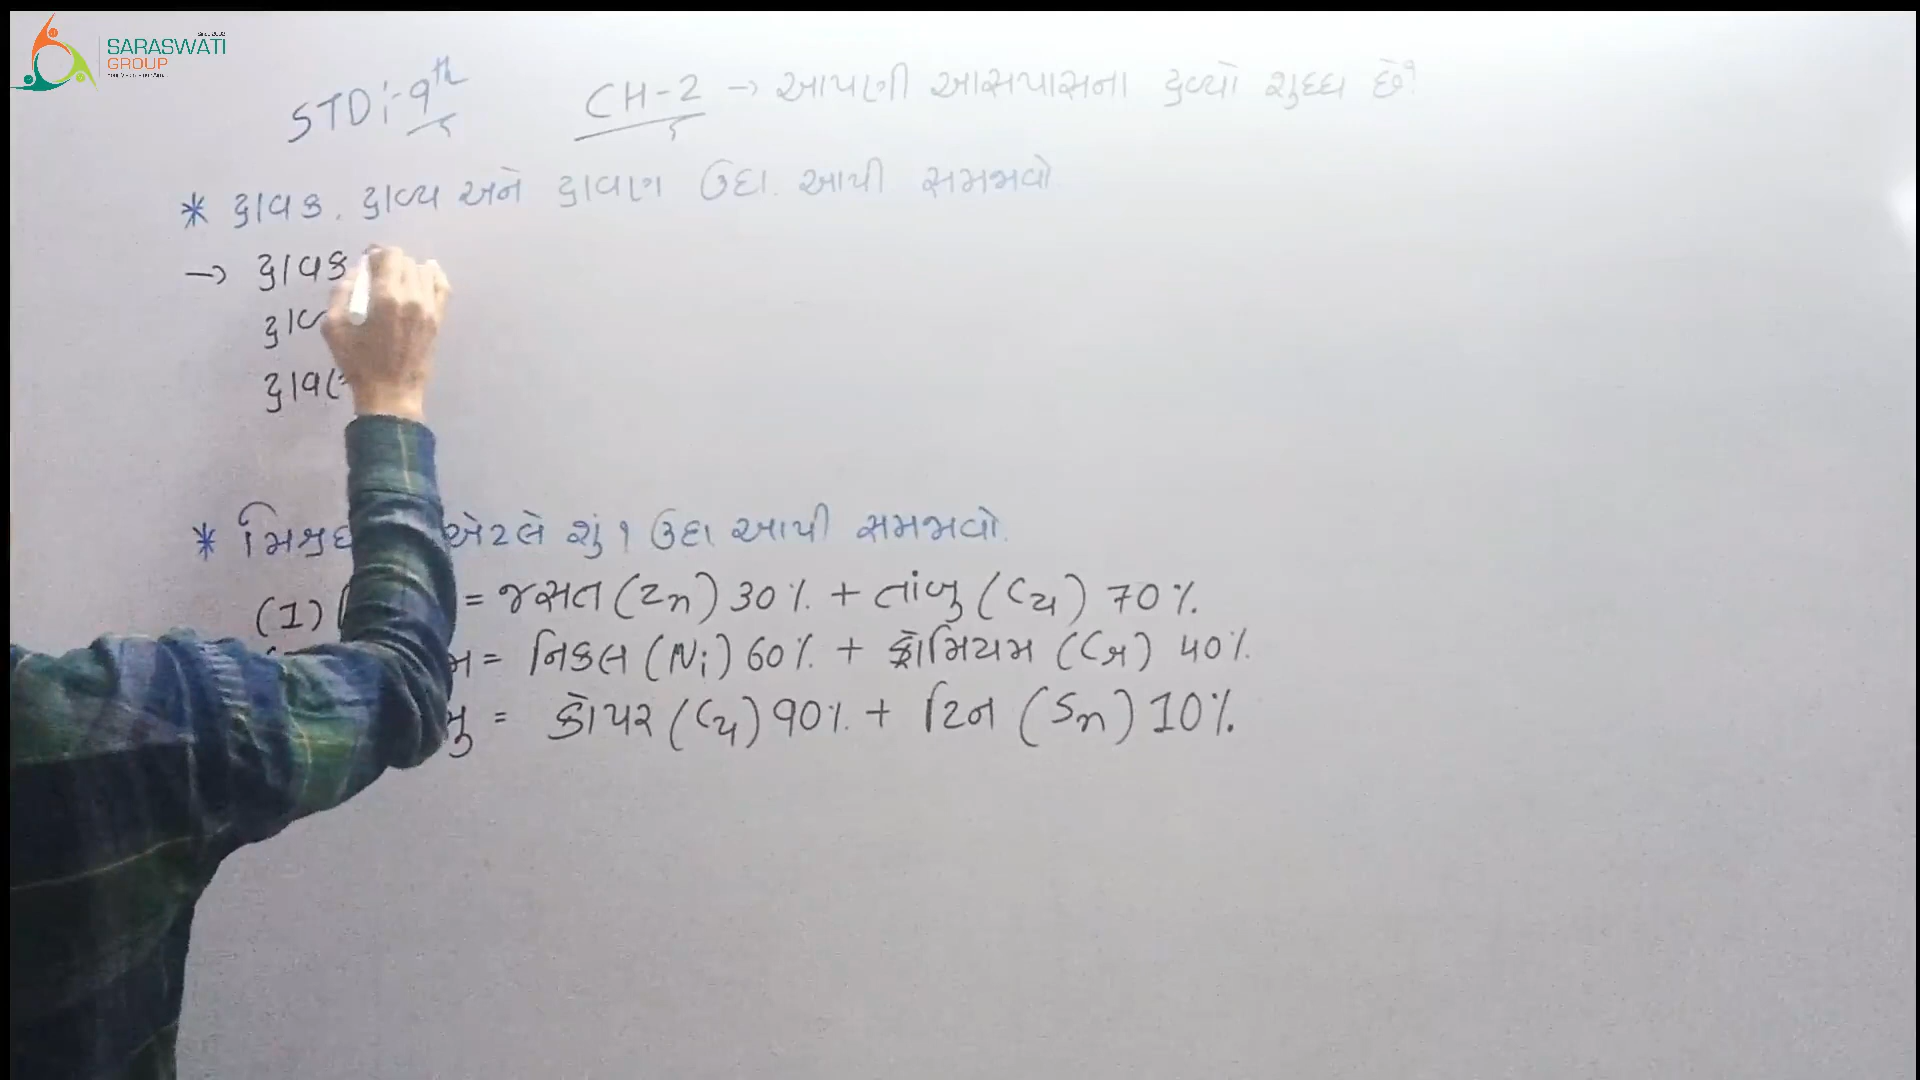 SARASWATI
GROUP
STD:-9th CH-2 → આપણી આસપાસના દ્રવ્યો શુદ્ધ છે?
* દ્રાવક, દ્રાવ્ય અને દ્રાવણ ઉદા. આપી સમજાવો
→ દ્રાવક
* એટલે શું? ઉદા આપી સમજાવો.
(1) = જસત (Zn) 30%. + તાંબુ (Cu) 70%.
= નિકલ (Ni) 60%. + ક્રોમિયમ (Cr) 40%.
= કોપર (Cu) 90%. + ટિન (Sn) 10%.